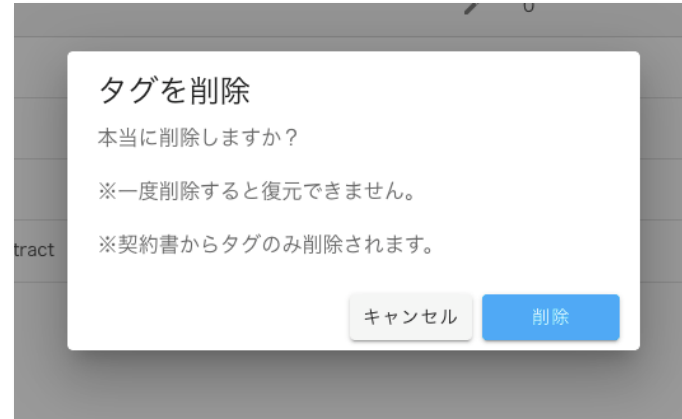 0
タグを削除
本当に削除しますか？
※一度削除すると復元できません。
tract
※契約書からタグのみ削除されます。
キャンセル
削除